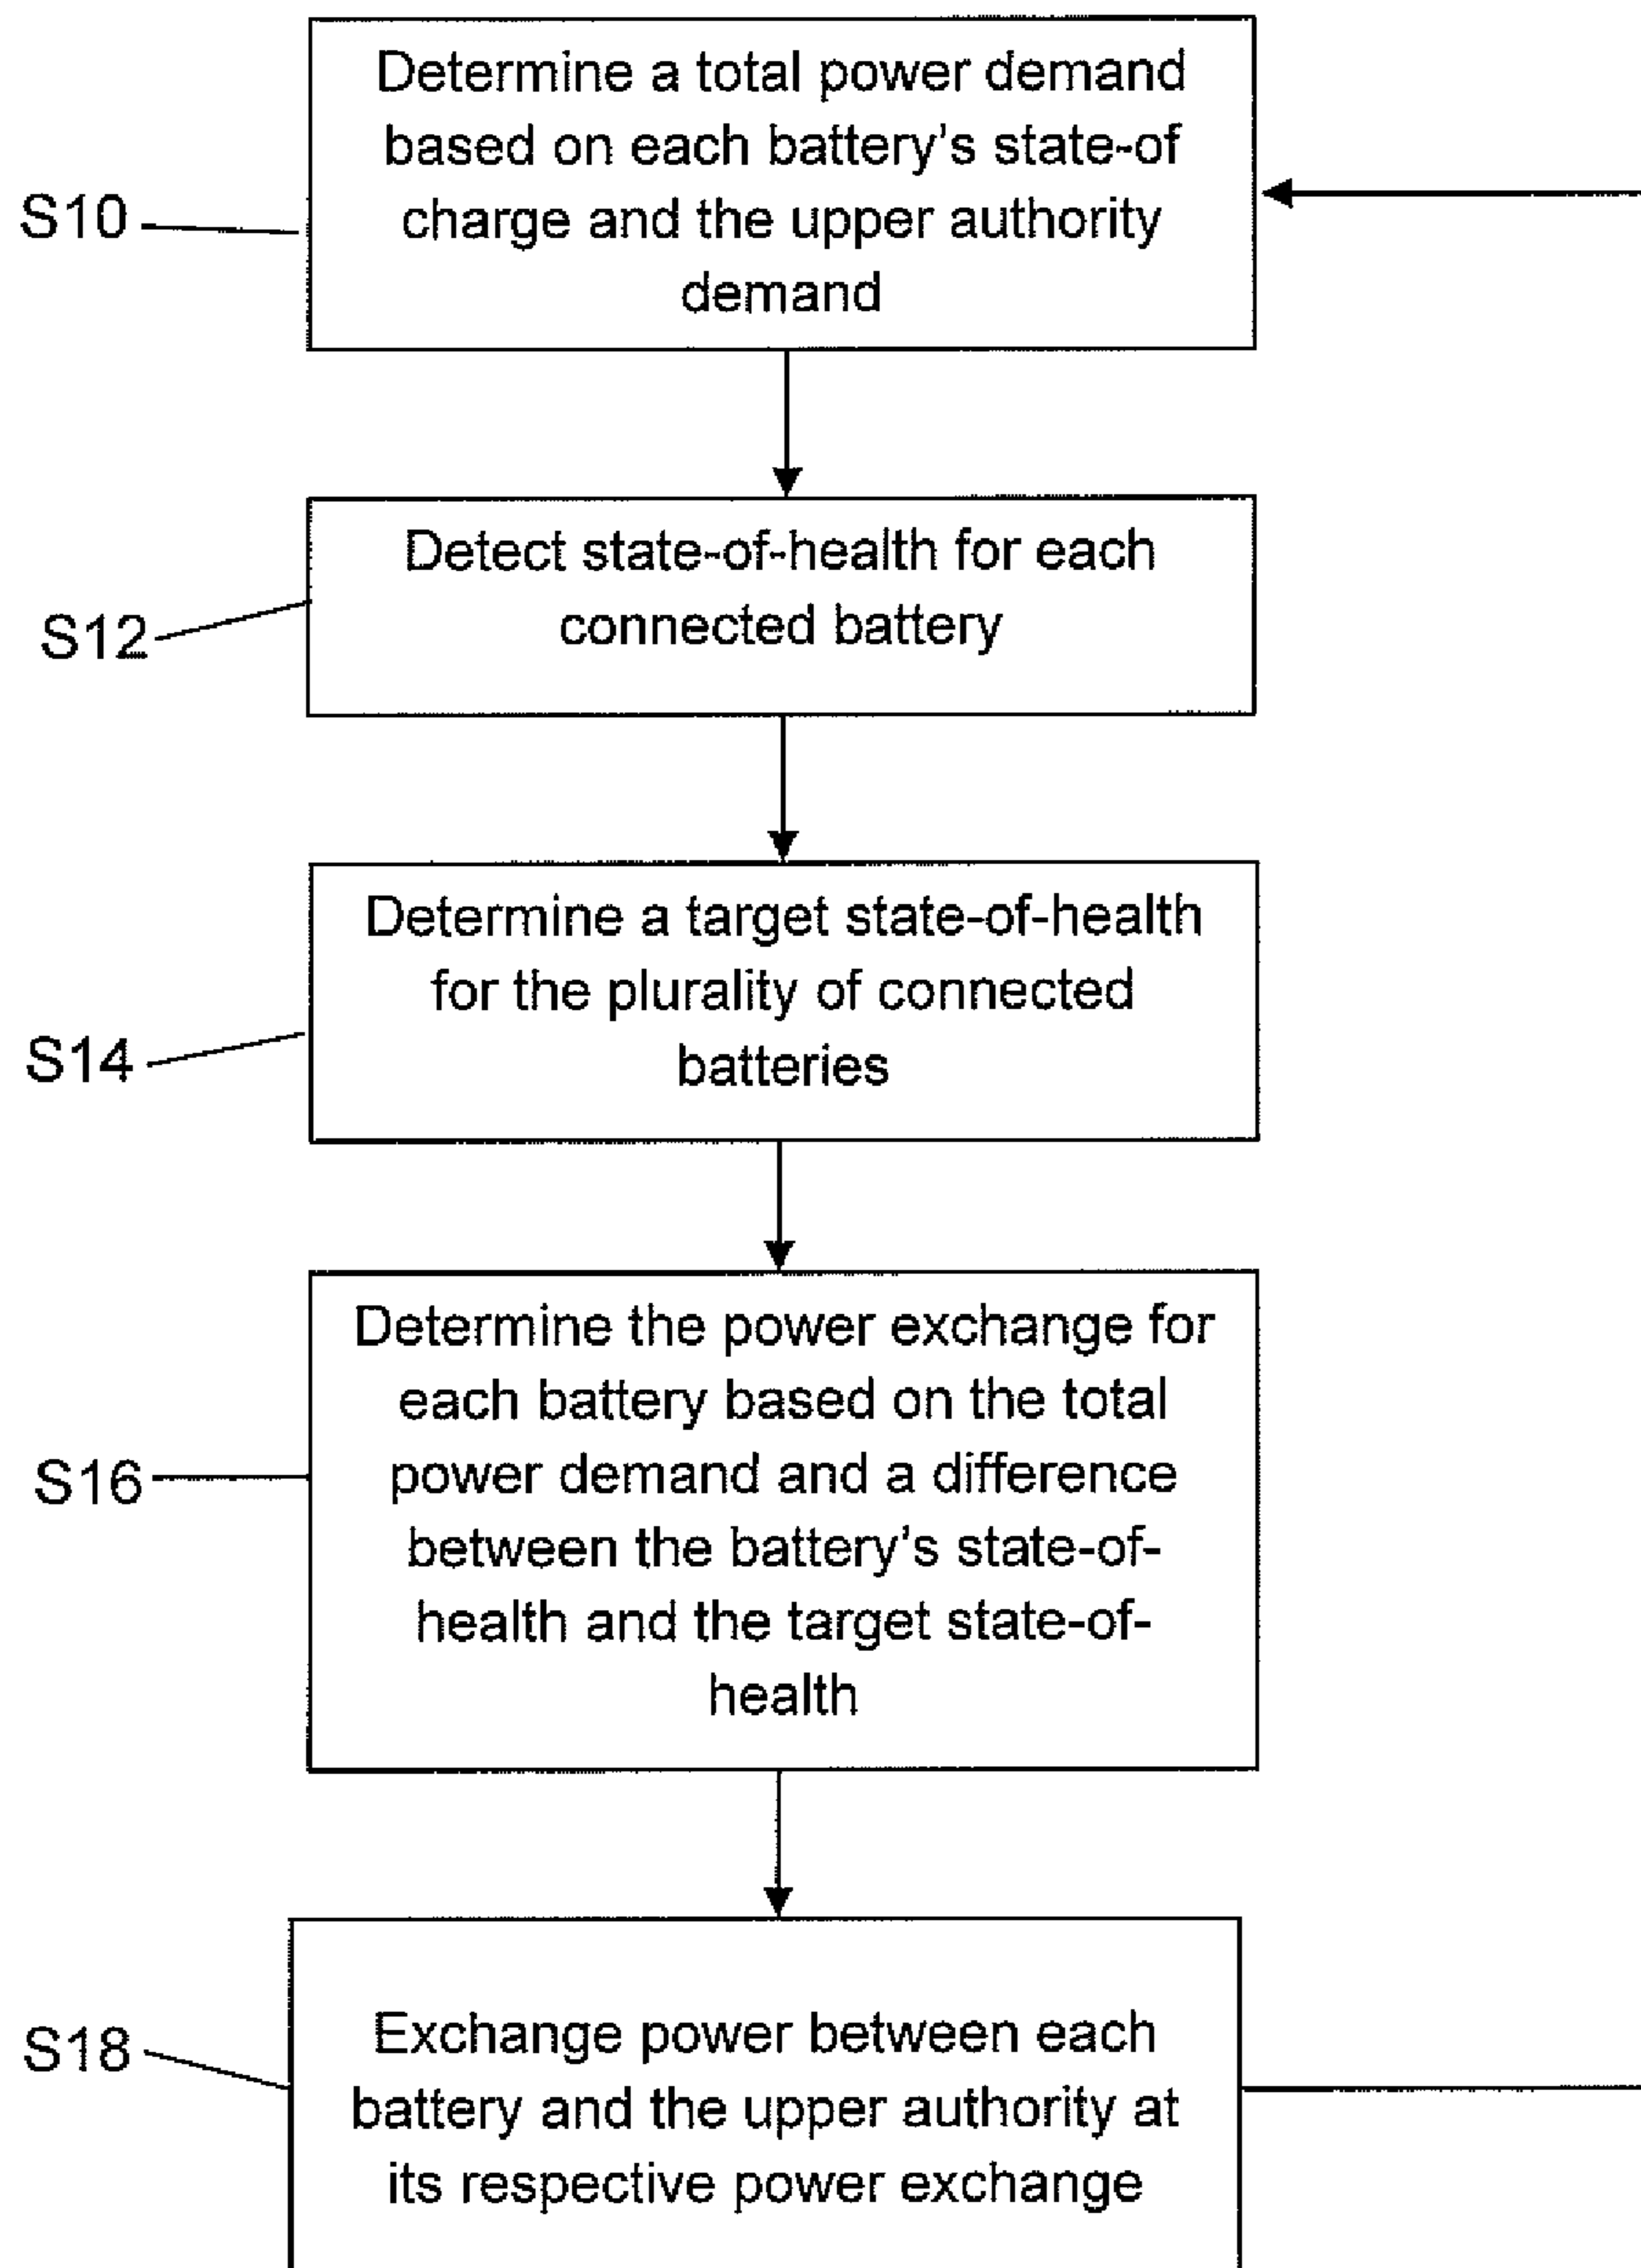 Determine a total power demand
based on each battery's state-of
charge and the upper authority
demand
S10
Detect state-of-health for each
connected battery
S12
Determine a target state-of-health
for the plurality of connected
batteries
S14
Determine the power exchange for
each battery based on the total
power demand and a difference
between the battery's state-of-
health and the target state-of-
health
S16
Exchange power between each
battery and the upper authority at
its respective power exchange
S18